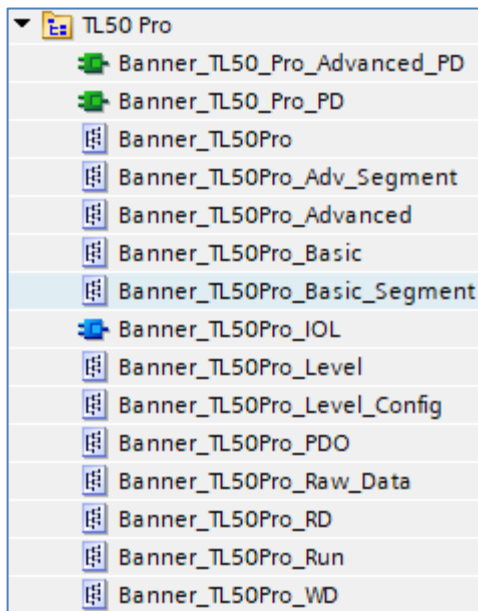 TL50 Pro
Banner_TL50_Pro_Advanced_PD
Banner_TL50_Pro_PD
Banner_TL50Pro
Banner_TL50Pro_Adv_Segment
Banner_TL50Pro_Advanced
Banner_TL50Pro_Basic
Banner_TL50Pro_Basic_Segment
Banner_TL50Pro_IOL
Banner_TL50Pro_Level
Banner_TL50Pro_Level_Config
Banner_TL50Pro_PDO
Banner_TL50Pro_Raw_Data
Banner_TL50Pro_RD
Banner_TL50Pro_Run
Banner_TL50Pro_WD